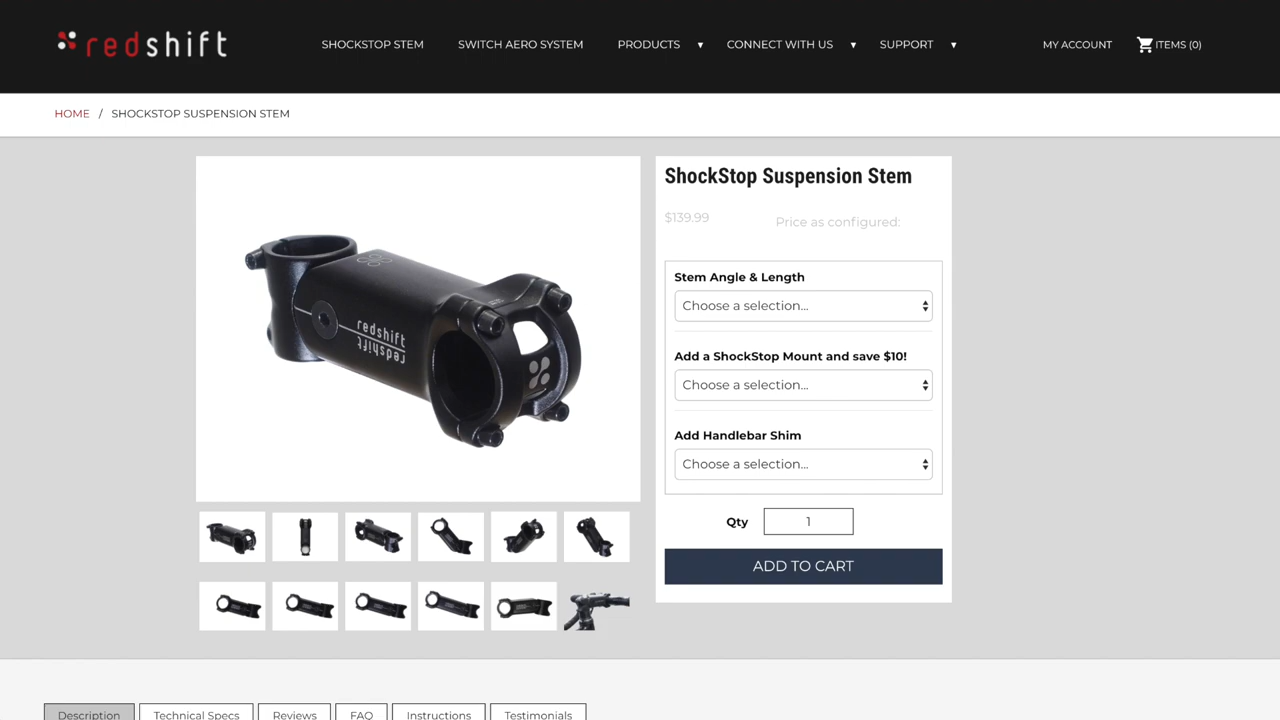 redshift
SHOCKSTOP STEM
SWITCH AERO SYSTEM
PRODUCTS ▼
CONNECT WITH US ▼
SUPPORT ▼
MY ACCOUNT
ITEMS (0)
HOME / SHOCKSTOP SUSPENSION STEM
redshift
redshift
ShockStop Suspension Stem
$139.99
Price as configured:
Stem Angle & Length
Choose a selection...
Add a ShockStop Mount and save $10!
Choose a selection...
Add Handlebar Shim
Choose a selection...
Qty 1
ADD TO CART
Description
Technical Specs
Reviews
FAQ
Instructions
Testimonials